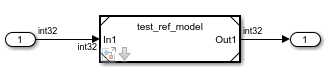 int32
test_ref_model
int32
1
int32
In1
Out1
1